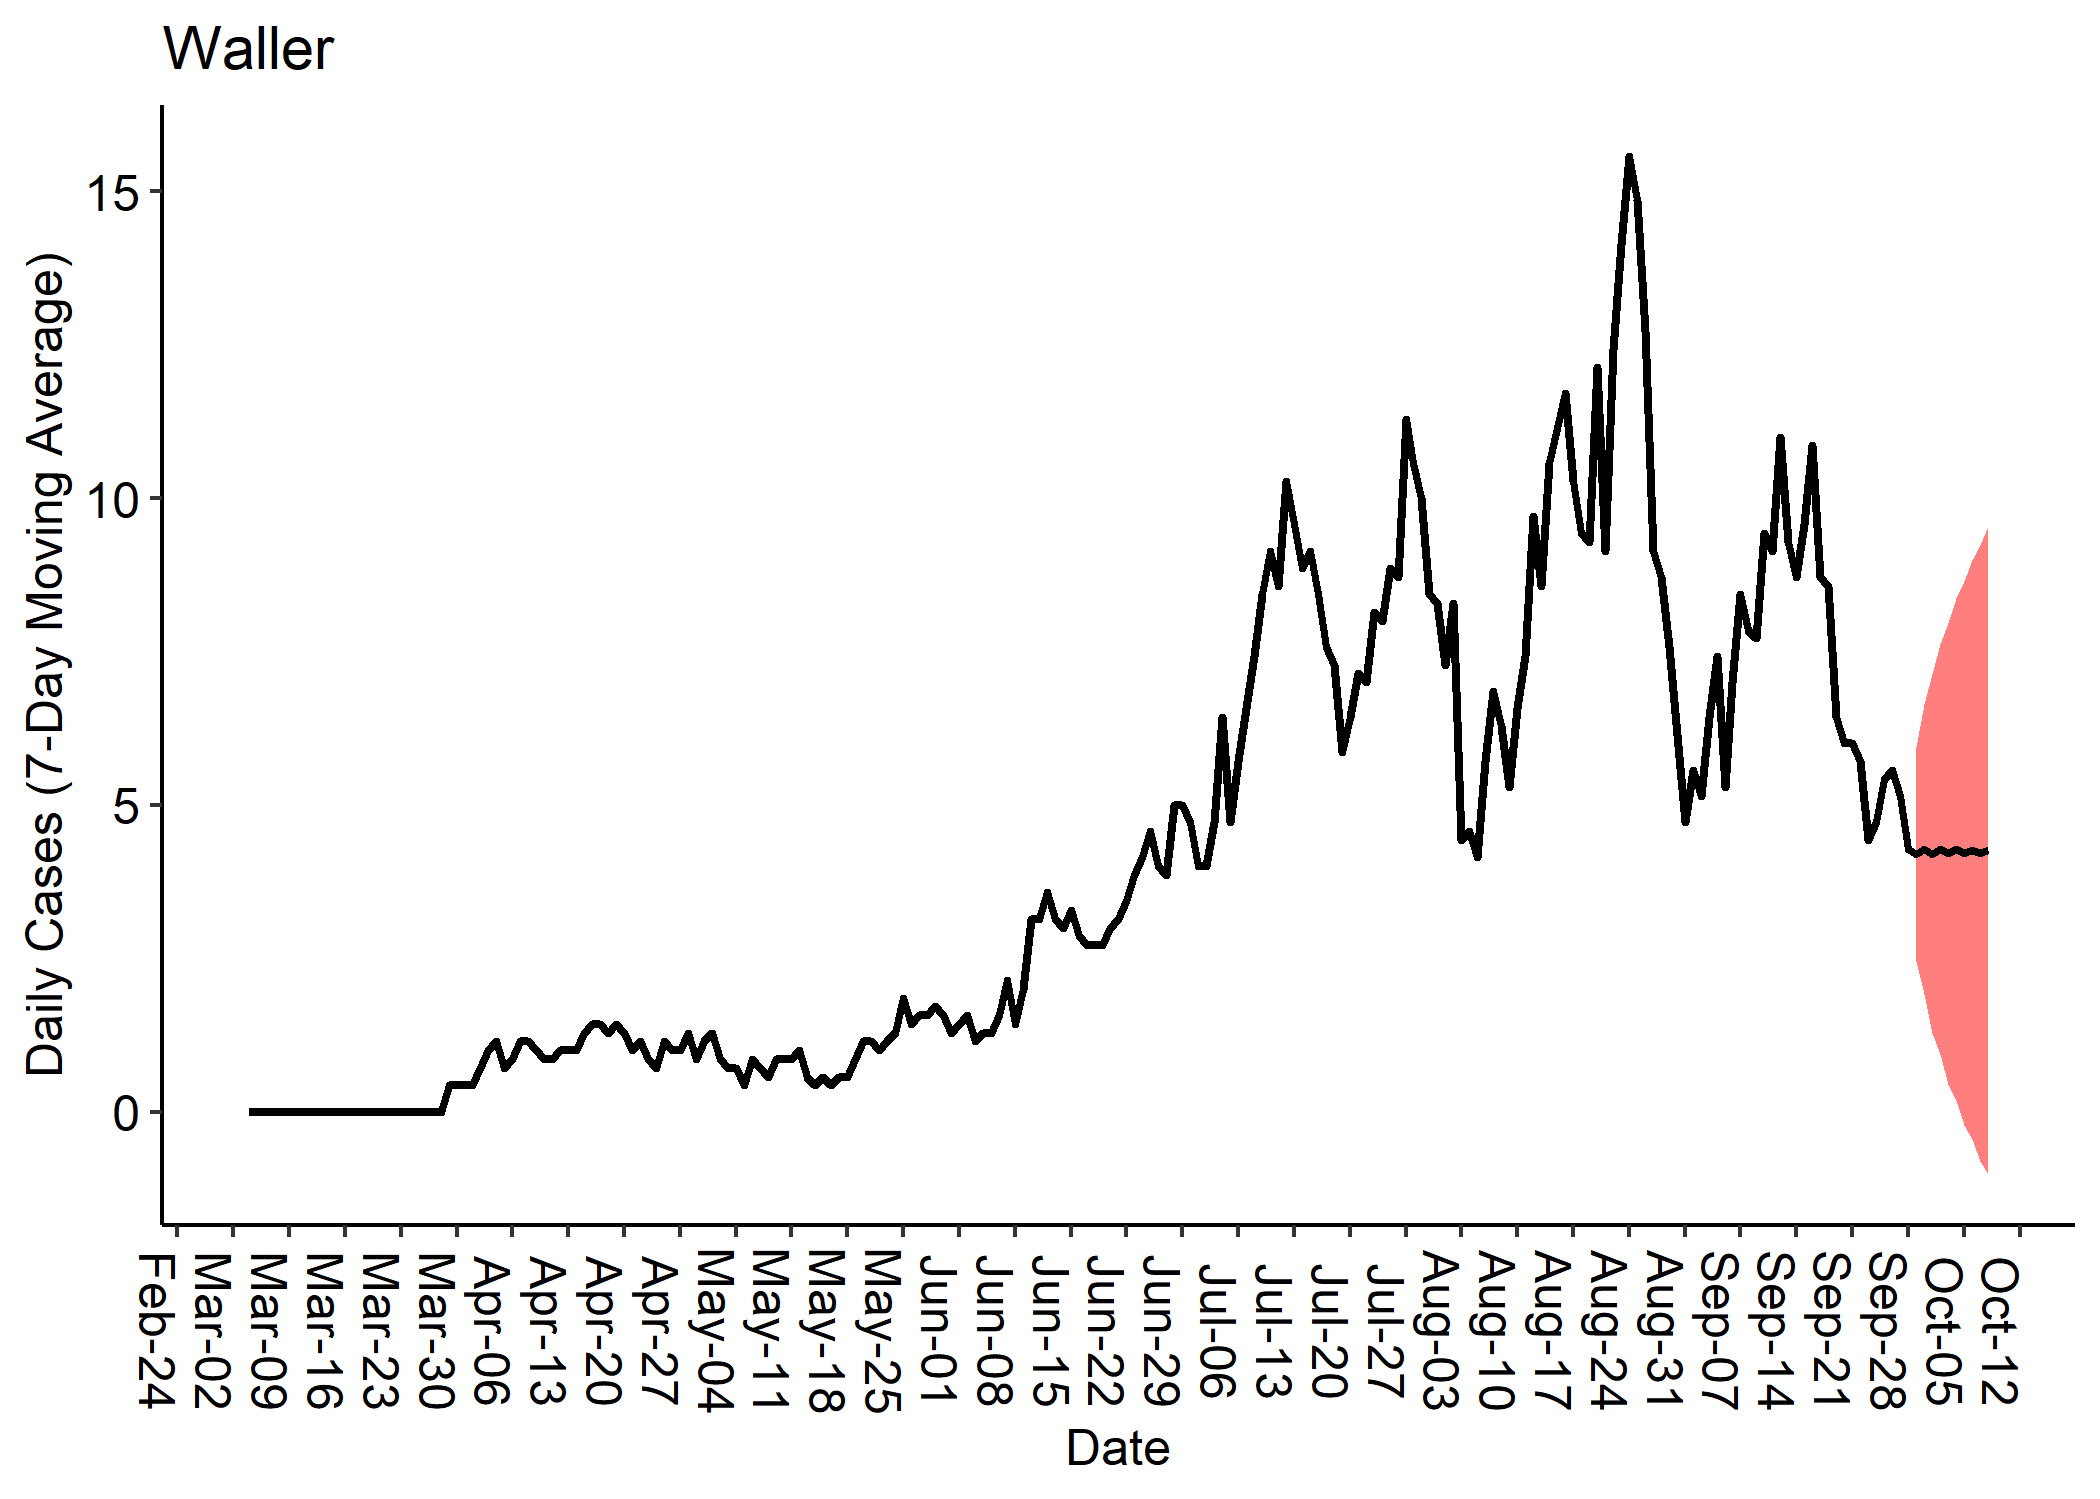 Waller
Daily Cases (7-Day Moving Average)
15
10
5
0
Feb-24
Mar-02
Mar-09
Mar-16
Mar-23
Mar-30
Apr-06
Apr-13
Apr-20
Apr-27
May-04
May-11
May-18
May-25
Jun-01
Jun-08
Jun-15
Jun-22
Jun-29
Jul-06
Jul-13
Jul-20
Jul-27
Aug-03
Aug-10
Aug-17
Aug-24
Aug-31
Sep-07
Sep-14
Sep-21
Sep-28
Oct-05
Oct-12
Date